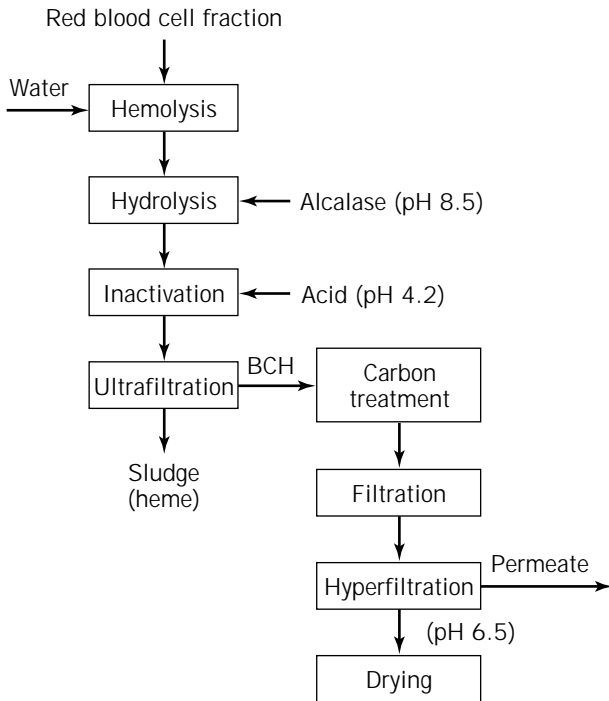 Red blood cell fraction
Water
Hemolysis
Hydrolysis
Alcalase (pH 8.5)
Inactivation
Acid (pH 4.2)
Ultrafiltration
BCH
Carbon
treatment
Sludge
(heme)
Filtration
Hyperfiltration
Permeate
(pH 6.5)
Drying